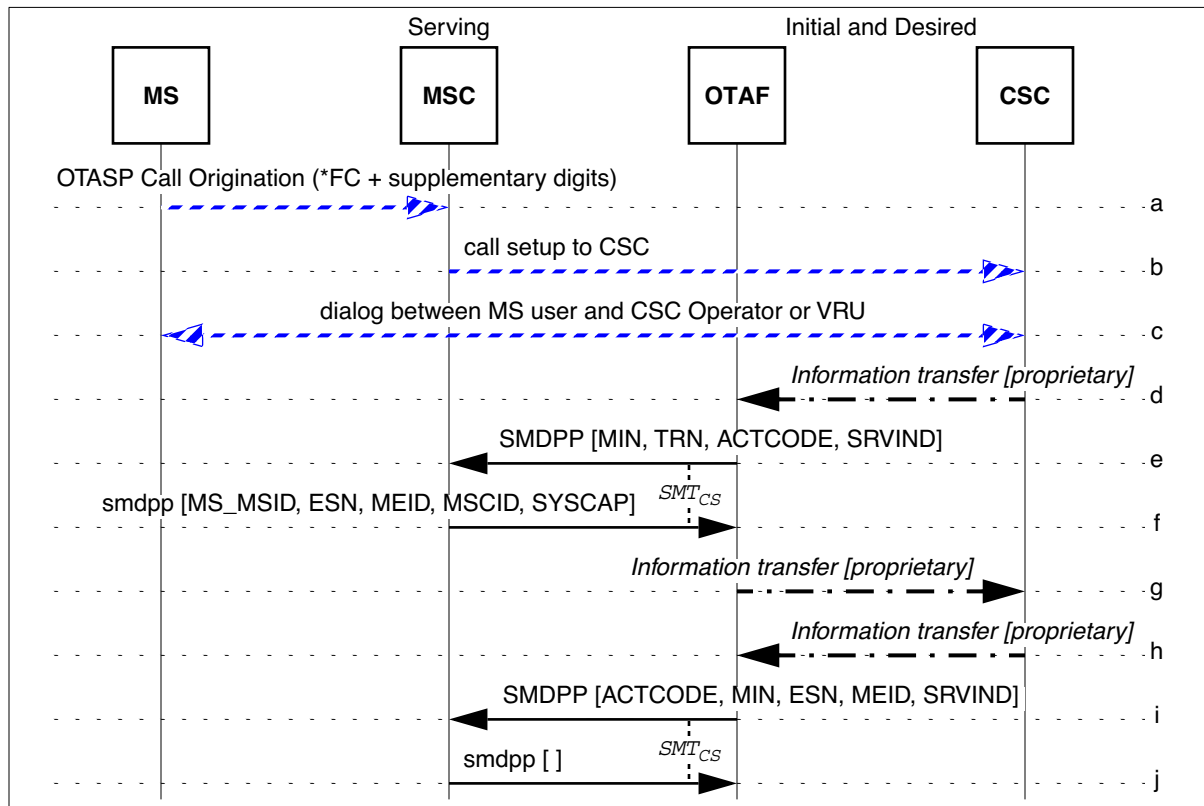 Serving Initial and Desired
MS MSC OTAF CSC
OTASP Call Origination (*FC + supplementary digits)
a
call setup to CSC
b
dialog between MS user and CSC Operator or VRU
c
Information transfer [proprietary]
d
SMDPP [MIN, TRN, ACTCODE, SRVIND]
e
SMT_CS
smdpp [MS_MSID, ESN, MEID, MSCID, SYSCAP]
f
Information transfer [proprietary]
g
Information transfer [proprietary]
h
SMDPP [ACTCODE, MIN, ESN, MEID, SRVIND]
i
SMT_CS
smdpp [ ]
j